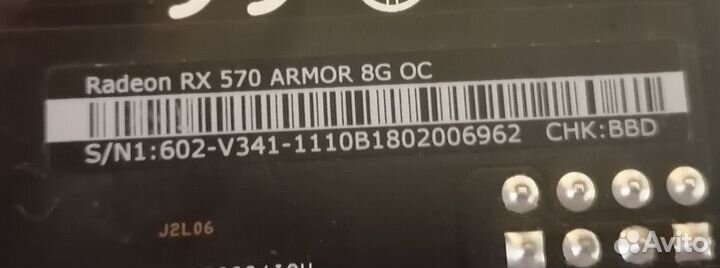 Radeon RX 570 ARMOR 8G OC
S/N1:602-V341-1110B1802006962 CHK:BBD
J2L06
Avito